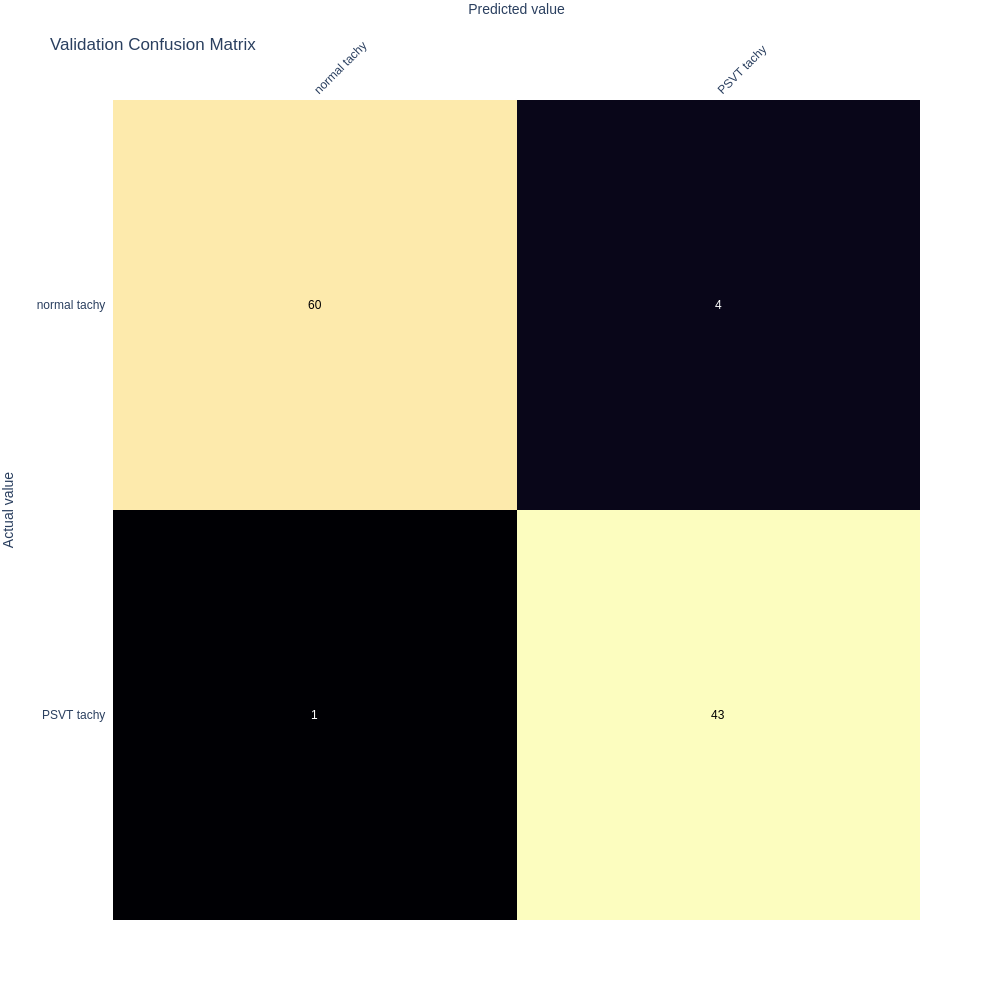 Predicted value
Validation Confusion Matrix
normal tachy
PSVT tachy
normal tachy
60
4
Actual value
PSVT tachy
1
43